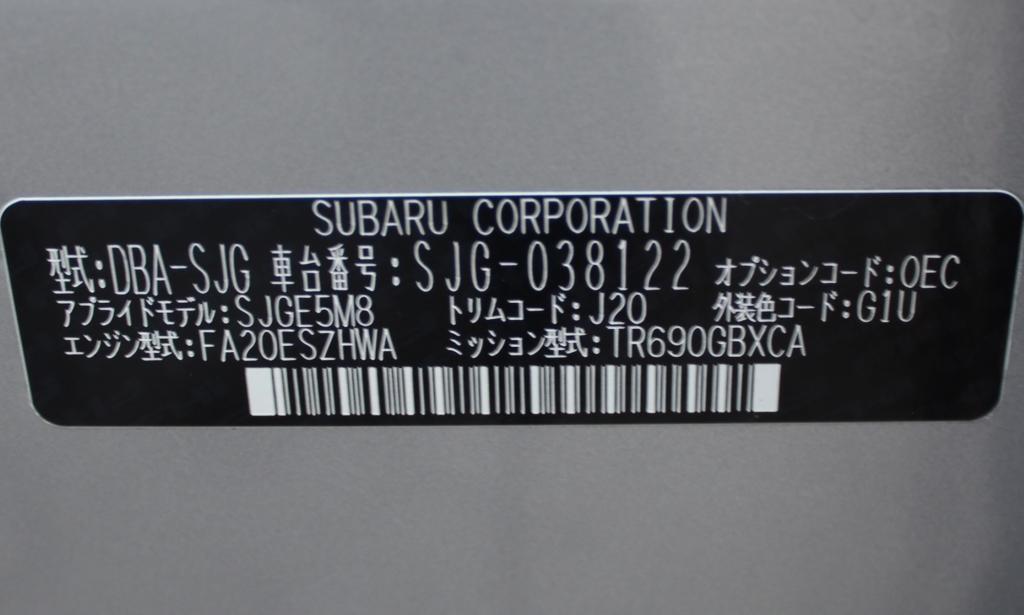 SUBARU CORPORATION
型式:DBA-SJG 車台番号:SJG-038122 オプションコード:OEC
アプライドモデル:SJGE5M8 トリムコード:J20 外装色コード:G1U
エンジン型式:FA20ESZHWA ミッション型式:TR690GBXCA